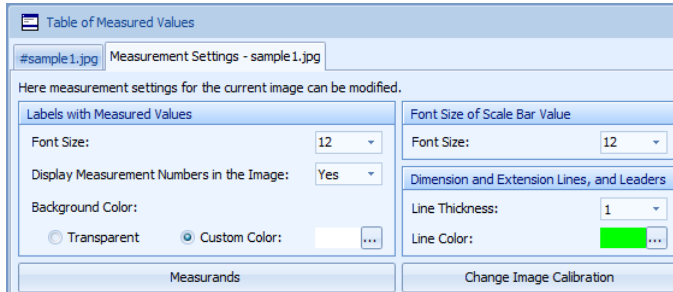 Table of Measured Values
#sample1.jpg
Measurement Settings - sample1.jpg
Here measurement settings for the current image can be modified.
Labels with Measured Values
Font Size: 12
Display Measurement Numbers in the Image: Yes
Background Color:
Transparent Custom Color: ...
Font Size of Scale Bar Value
Font Size: 12
Dimension and Extension Lines, and Leaders
Line Thickness: 1
Line Color: ...
Measurands
Change Image Calibration